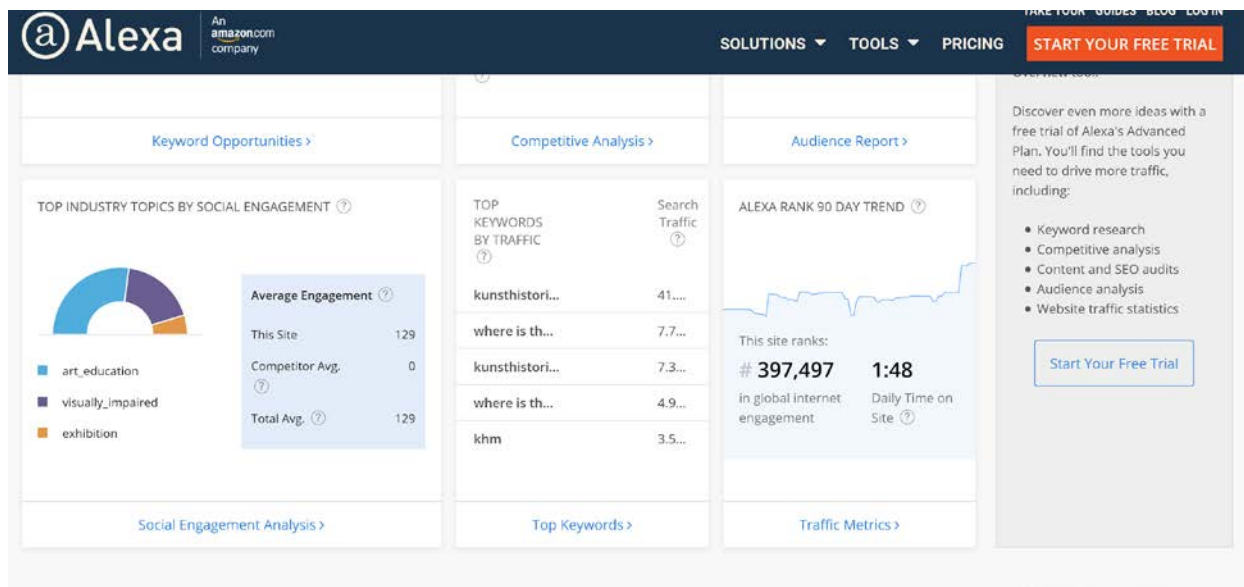 TAKE TOUR GUIDES BLOG LOG IN
a Alexa
An
amazon.com
company
SOLUTIONS TOOLS PRICING START YOUR FREE TRIAL
Keyword Opportunities >
Competitive Analysis >
Audience Report >
TOP INDUSTRY TOPICS BY SOCIAL ENGAGEMENT ?
Average Engagement ?
This Site 129
Competitor Avg. 0
?
Total Avg. ? 129
art_education
visually_impaired
exhibition
Social Engagement Analysis >
TOP
KEYWORDS
BY TRAFFIC
?
Search
Traffic
?
kunsthistori... 41....
where is th... 7.7...
kunsthistori... 7.3...
where is th... 4.9...
khm 3.5...
Top Keywords >
ALEXA RANK 90 DAY TREND ?
This site ranks:
# 397,497
in global internet
engagement
1:48
Daily Time on
Site ?
Traffic Metrics >
Discover even more ideas with a
free trial of Alexa's Advanced
Plan. You'll find the tools you
need to drive more traffic,
including:
• Keyword research
• Competitive analysis
• Content and SEO audits
• Audience analysis
• Website traffic statistics
Start Your Free Trial